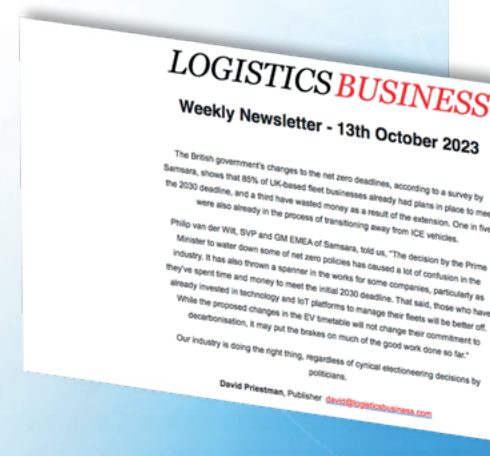 LOGISTICS BUSINESS
Weekly Newsletter - 13th October 2023
The British government's changes to the net zero deadlines, according to a survey by
Samsara, shows that 85% of UK-based fleet businesses already had plans in place to mee
the 2030 deadline, and a third have wasted money as a result of the extension. One in five
were also already in the process of transitioning away from ICE vehicles.
Philip van der Wilt, SVP and GM EMEA of Samsara, told us, "The decision by the Prime
Minister to water down some of net zero policies has caused a lot of confusion in the
industry. It has also thrown a spanner in the works for some companies, particularly as
they've spent time and money to meet the initial 2030 deadline. That said, those who have
already invested in technology and IoT platforms to manage their fleets will be better off.
While the proposed changes in the EV timetable will not change their commitment to
decarbonisation, it may put the brakes on much of the good work done so far."
Our industry is doing the right thing, regardless of cynical electioneering decisions by
politicians.
David Priestman, Publisher david@logisticsbusiness.com